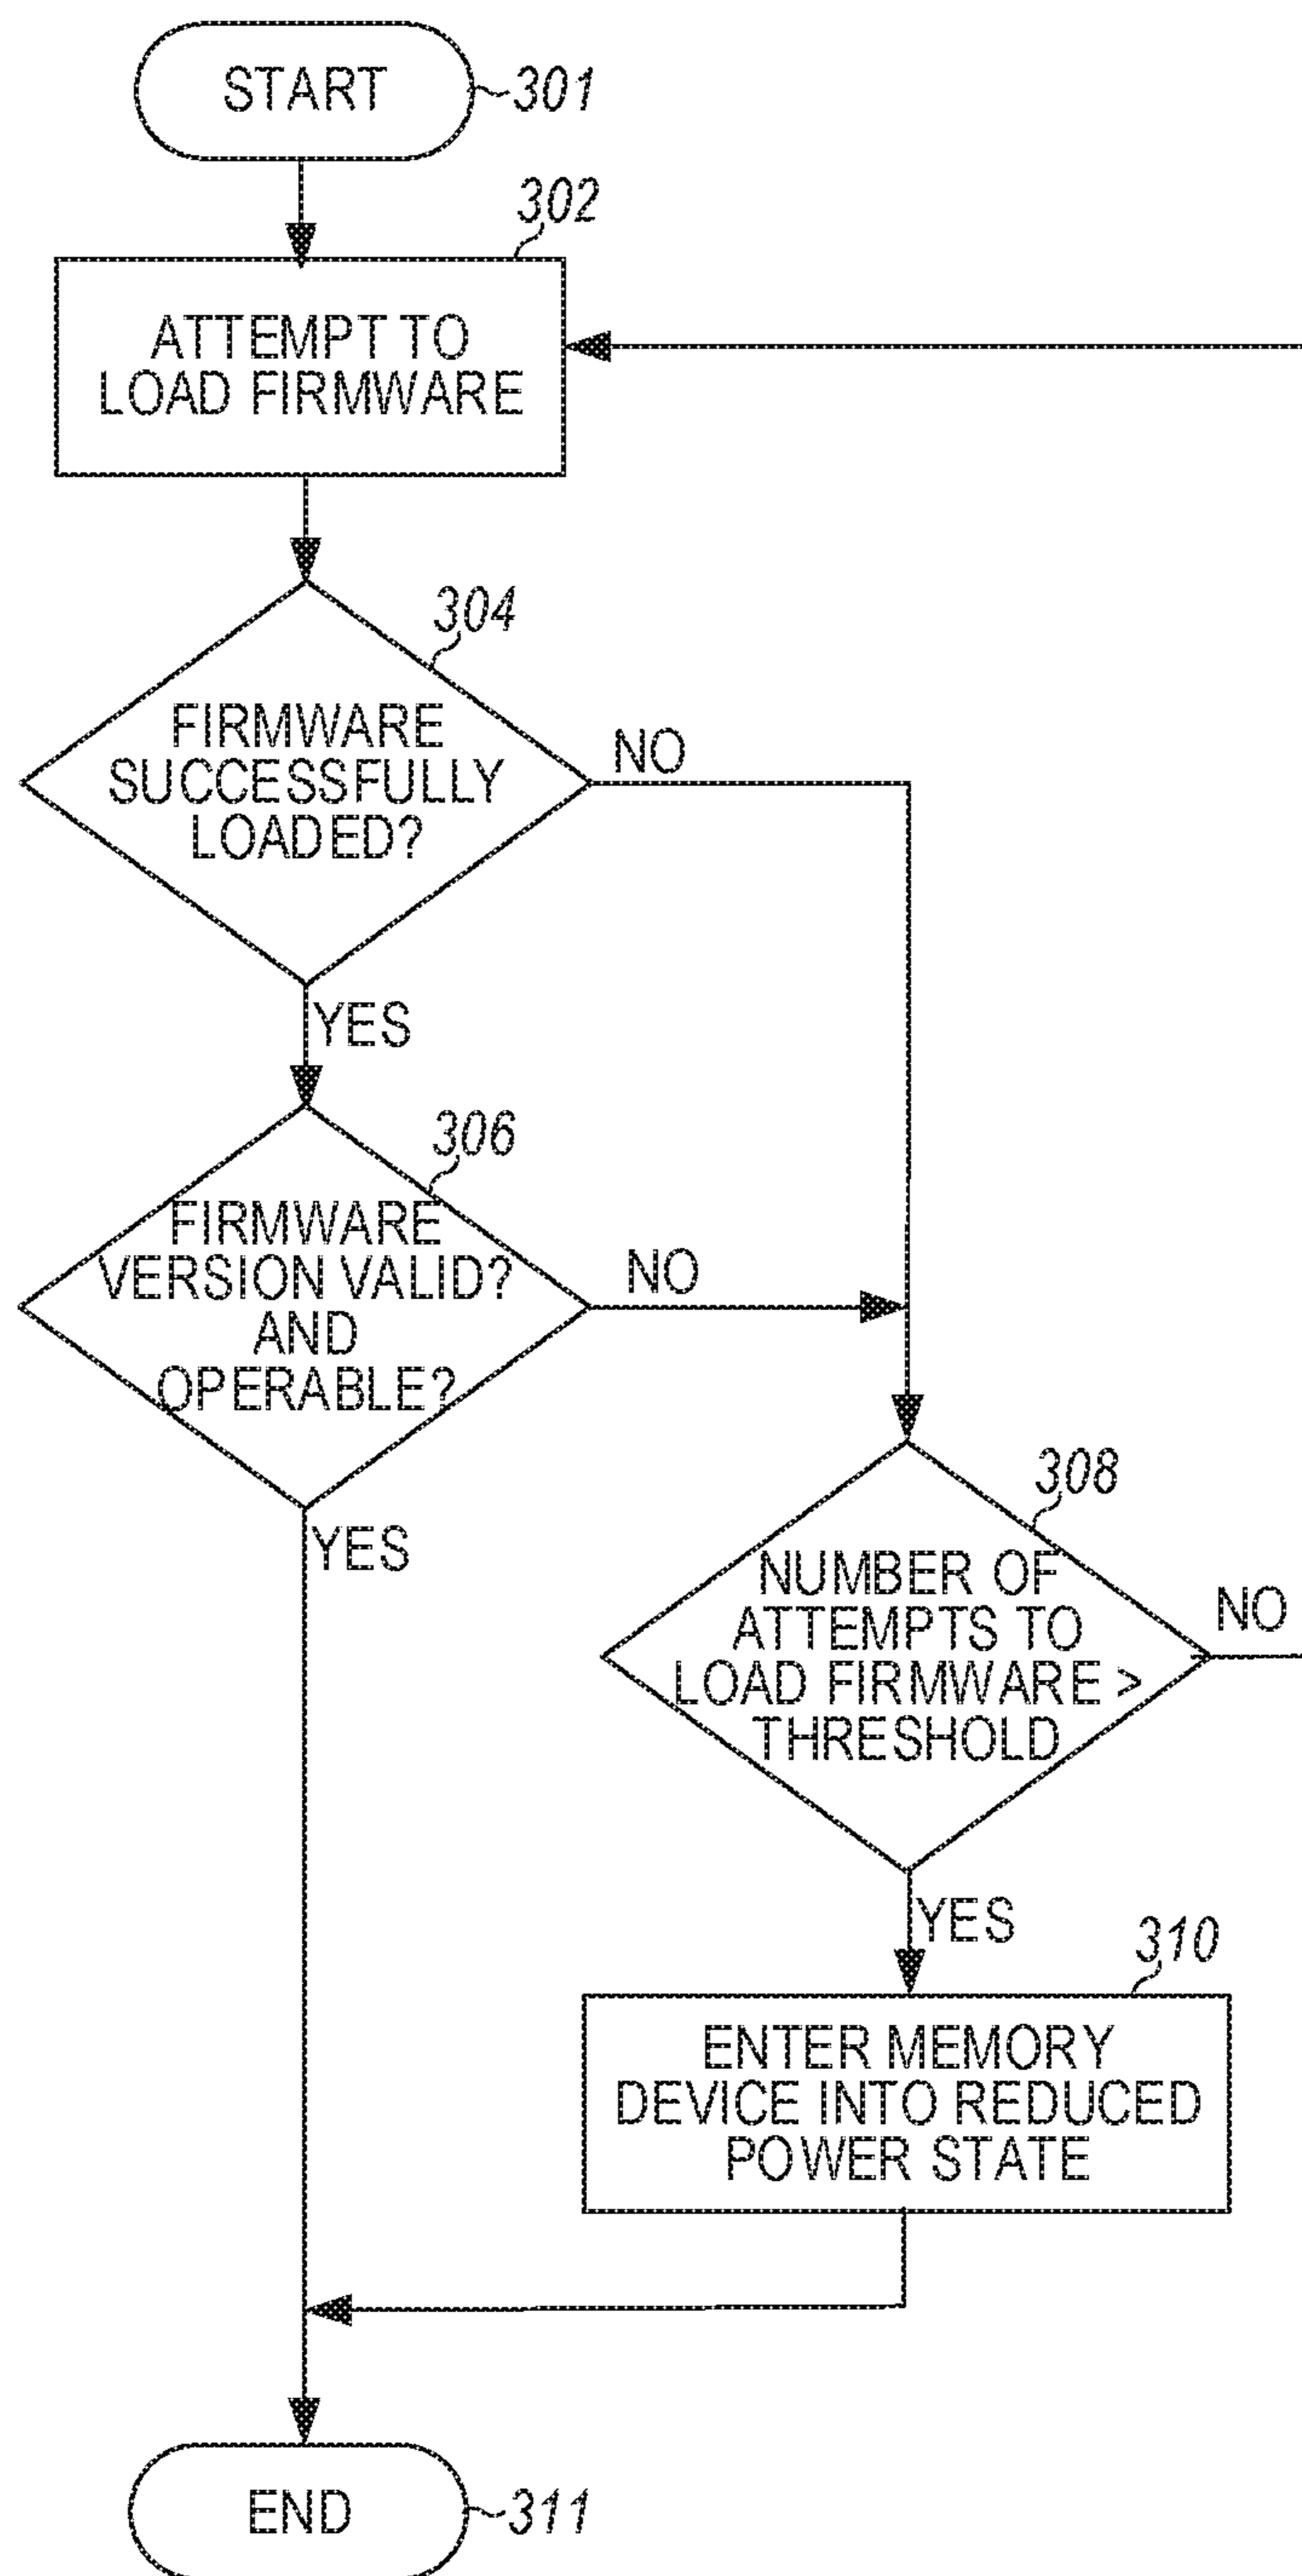 START
301
302
ATTEMPT TO
LOAD FIRMWARE
304
FIRMWARE
SUCCESSFULLY
LOADED?
NO
YES
306
FIRMWARE
VERSION VALID?
AND
OPERABLE?
NO
YES
308
NUMBER OF
ATTEMPTS TO
LOAD FIRMWARE >
THRESHOLD
NO
YES
310
ENTER MEMORY
DEVICE INTO REDUCED
POWER STATE
END
311